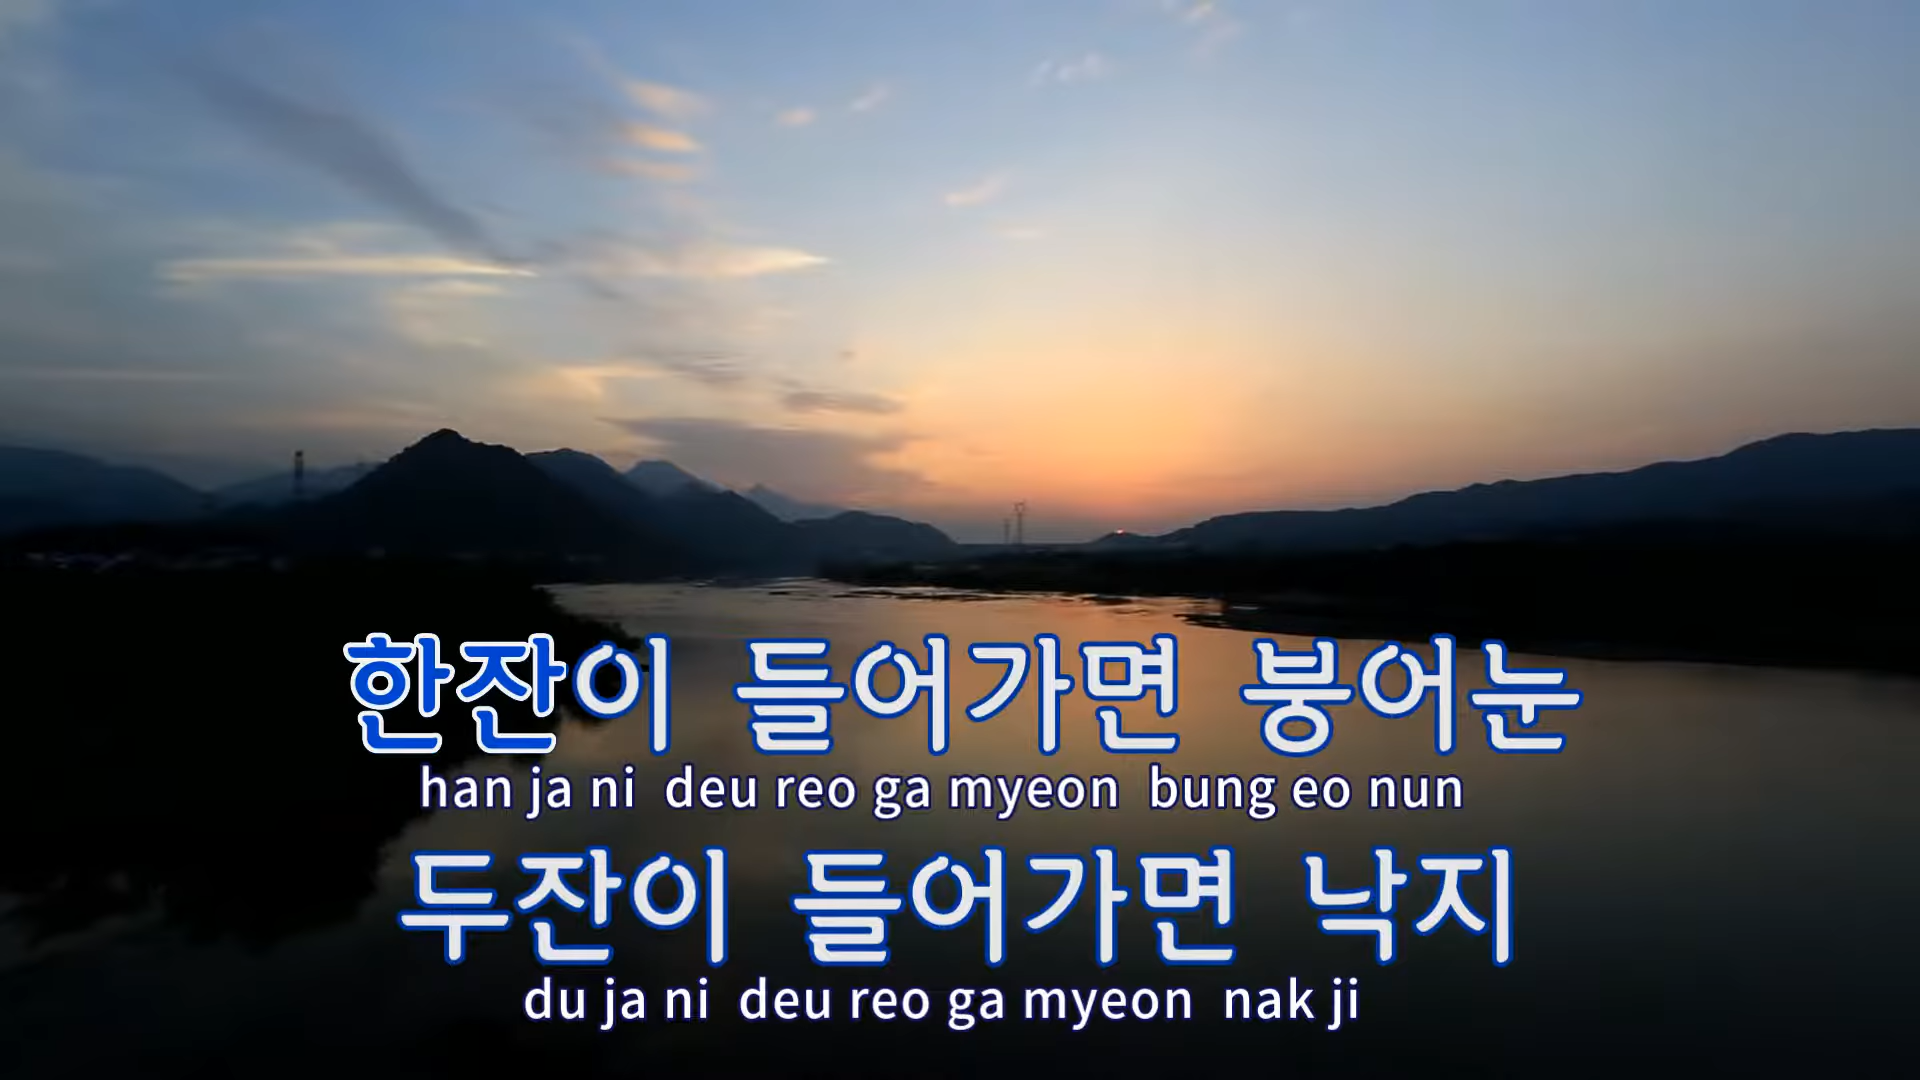 한잔이 들어가면 붕어눈
han ja ni deu reo ga myeon bung eo nun
두잔이 들어가면 낙지
du ja ni deu reo ga myeon nak ji